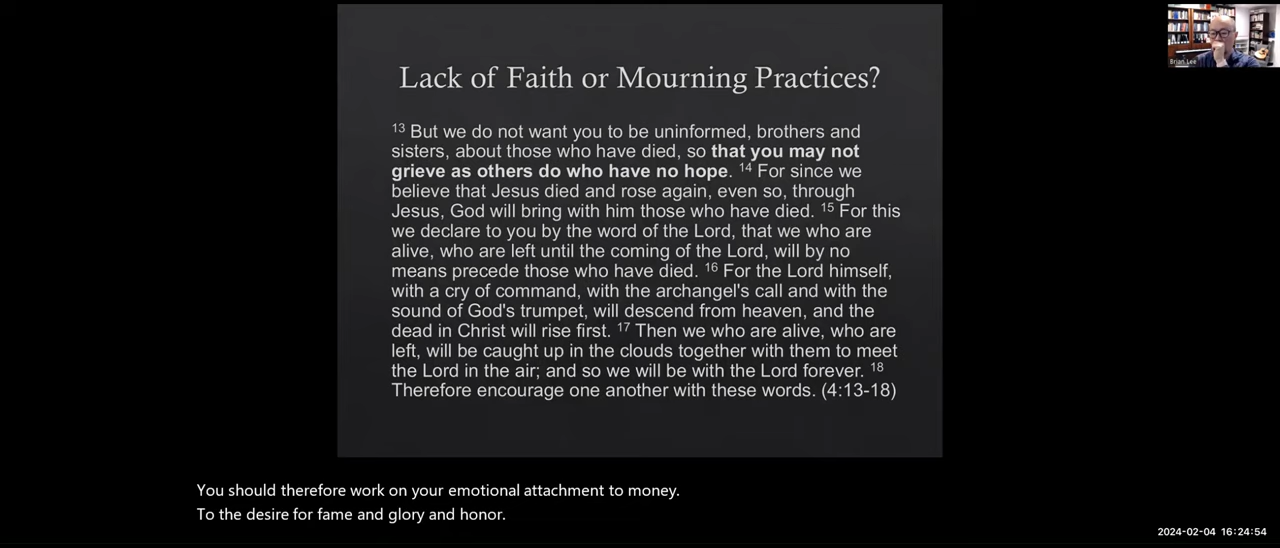 Lack of Faith or Mourning Practices?
13 But we do not want you to be uninformed, brothers and
sisters, about those who have died, so that you may not
grieve as others do who have no hope. 14 For since we
believe that Jesus died and rose again, even so, through
Jesus, God will bring with him those who have died. 15 For this
we declare to you by the word of the Lord, that we who are
alive, who are left until the coming of the Lord, will by no
means precede those who have died. 16 For the Lord himself,
with a cry of command, with the archangel's call and with the
sound of God's trumpet, will descend from heaven, and the
dead in Christ will rise first. 17 Then we who are alive, who are
left, will be caught up in the clouds together with them to meet
the Lord in the air; and so we will be with the Lord forever. 18
Therefore encourage one another with these words. (4:13-18)
Brian Lee
You should therefore work on your emotional attachment to money.
To the desire for fame and glory and honor.
2024-02-04 16:24:54